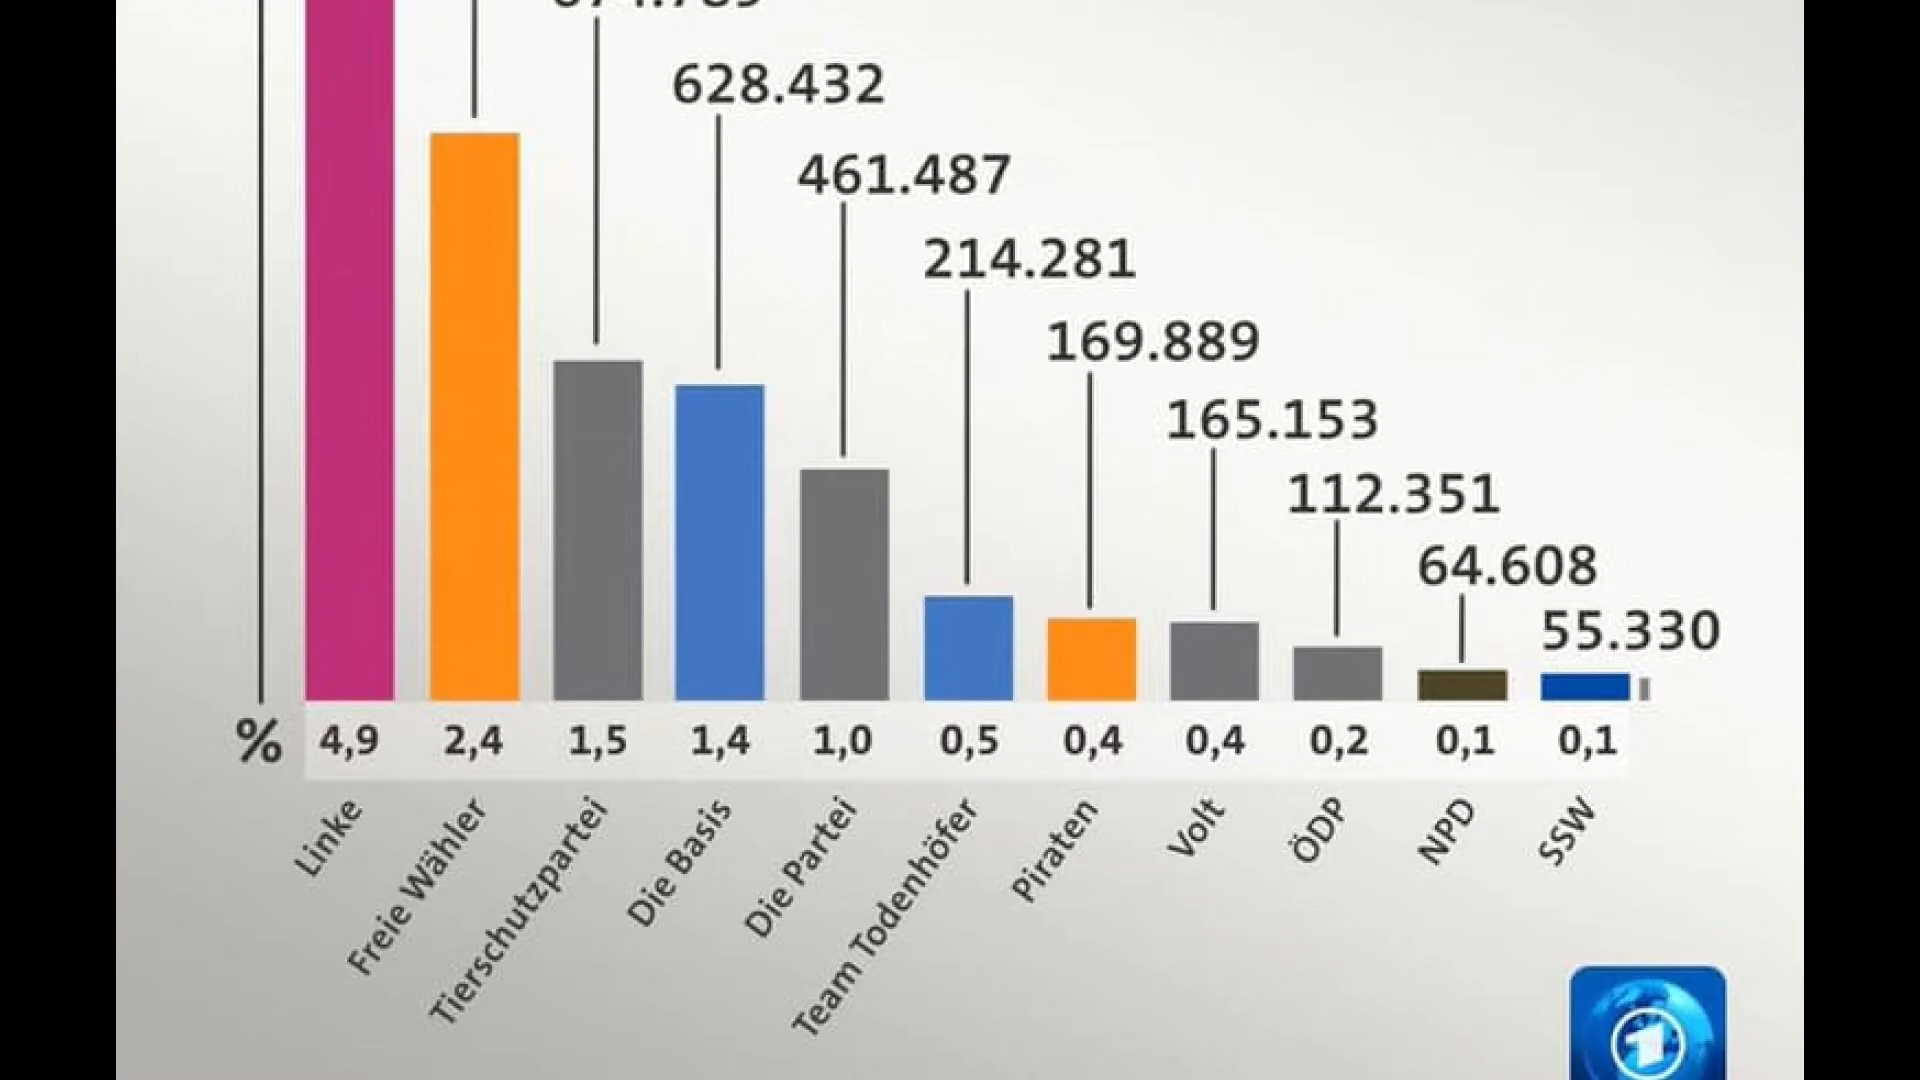 628.432
461.487
214.281
169.889
165.153
112.351
64.608
55.330
% 4,9 2,4 1,5 1,4 1,0 0,5 0,4 0,4 0,2 0,1 0,1
Linke
Freie Wähler
Tierschutzpartei
Die Basis
Die Partei
Team Todenhöfer
Piraten
Volt
ÖDP
NPD
SSW
1